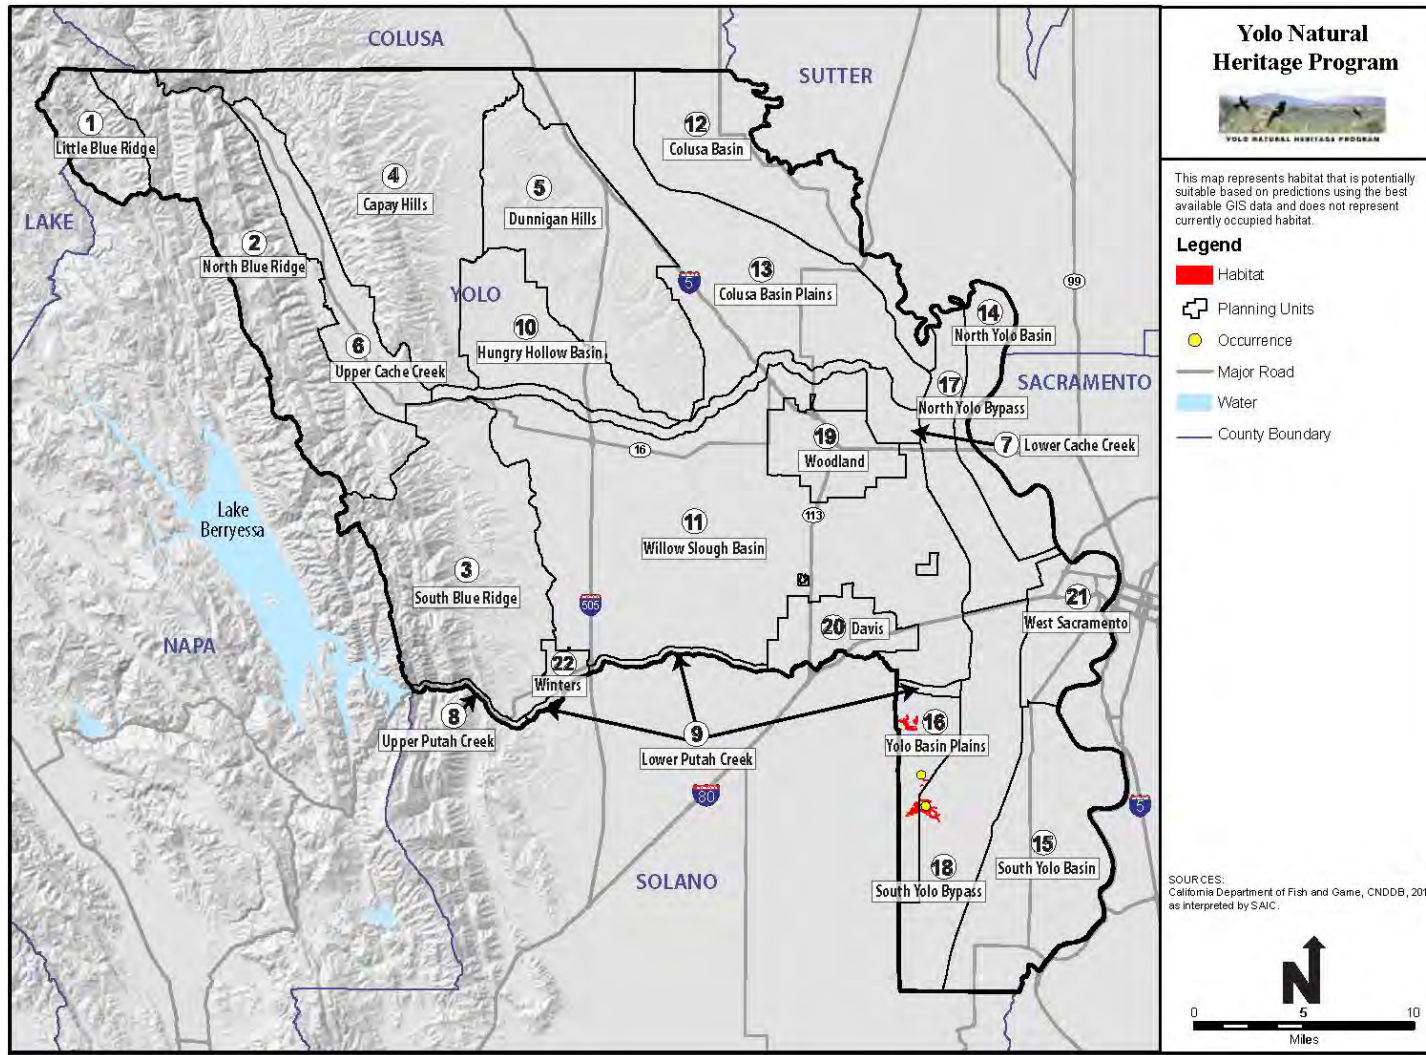 COLUSA
SUTTER
1
Little Blue Ridge
12
Colusa Basin
4
Capay Hills
5
Dunnigan Hills
LAKE
2
North Blue Ridge
YOLO
5
13
Colusa Basin Plains
99
14
North Yolo Basin
10
Hungry Hollow Basin
6
Upper Cache Creek
SACRAMENTO
17
North Yolo Bypass
7
Lower Cache Creek
16
19
Woodland
Lake
Berryessa
113
11
Willow Slough Basin
3
South Blue Ridge
505
21
West Sacramento
20
Davis
NAPA
22
Winters
8
Upper Putah Creek
9
Lower Putah Creek
16
Yolo Basin Plains
80
5
15
South Yolo Basin
18
South Yolo Bypass
SOLANO
Yolo Natural
Heritage Program
YOLO NATURAL HERITAGE PROGRAM
This map represents habitat that is potentially
suitable based on predictions using the best
available GIS data and does not represent
currently occupied habitat.
Legend
Habitat
Planning Units
Occurrence
Major Road
Water
County Boundary
SOURCES:
California Department of Fish and Game, CNDDB, 201
as interpreted by SAIC.
N
0 5 10
Miles